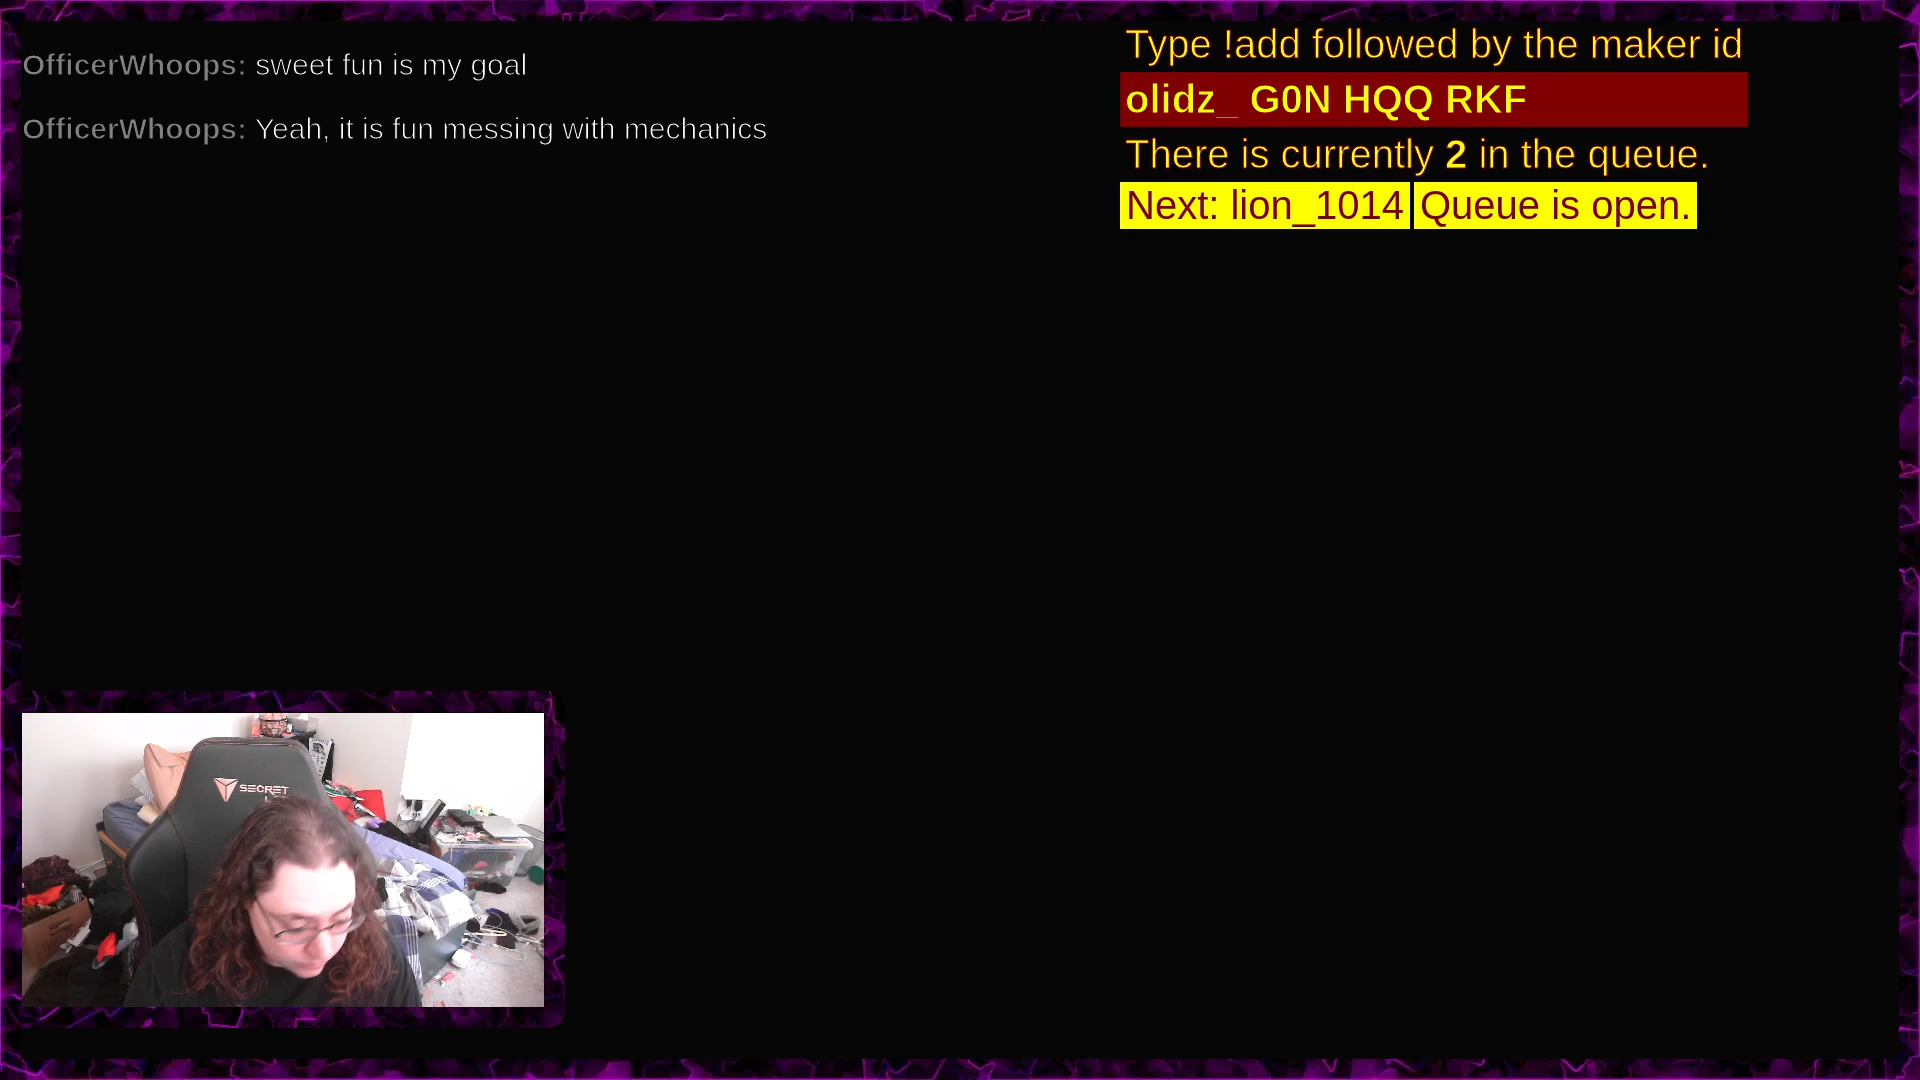 OfficerWhoops: sweet fun is my goal
OfficerWhoops: Yeah, it is fun messing with mechanics
Type !add followed by the maker id
olidz_ G0N HQQ RKF
There is currently 2 in the queue.
Next: lion_1014 Queue is open.
SECRET